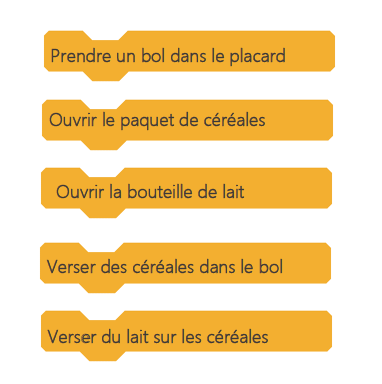 Prendre un bol dans le placard
Ouvrir le paquet de céréales
Ouvrir la bouteille de lait
Verser des céréales dans le bol
Verser du lait sur les céréales